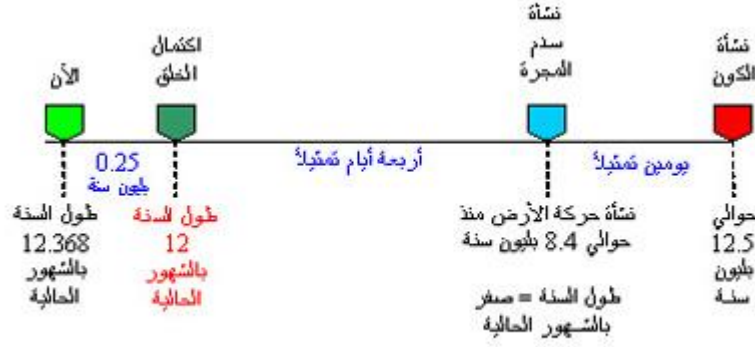 نشأة
الكون
نشأة
سدم
المجرة
اكتمال
الخلق
الآن
يومين تمثيلاً
أربعة أيام تمثيلاً
0.25
بليون سنة
حوالي
12.5
بليون
سنة
نشأة حركة الأرض منذ
حوالي 8.4 بليون سنة
طول السنة = صفر
بالشهور الحالية
طول السنة
12
بالشهور
الحالية
طول السنة
12.368
بالشهور
الحالية